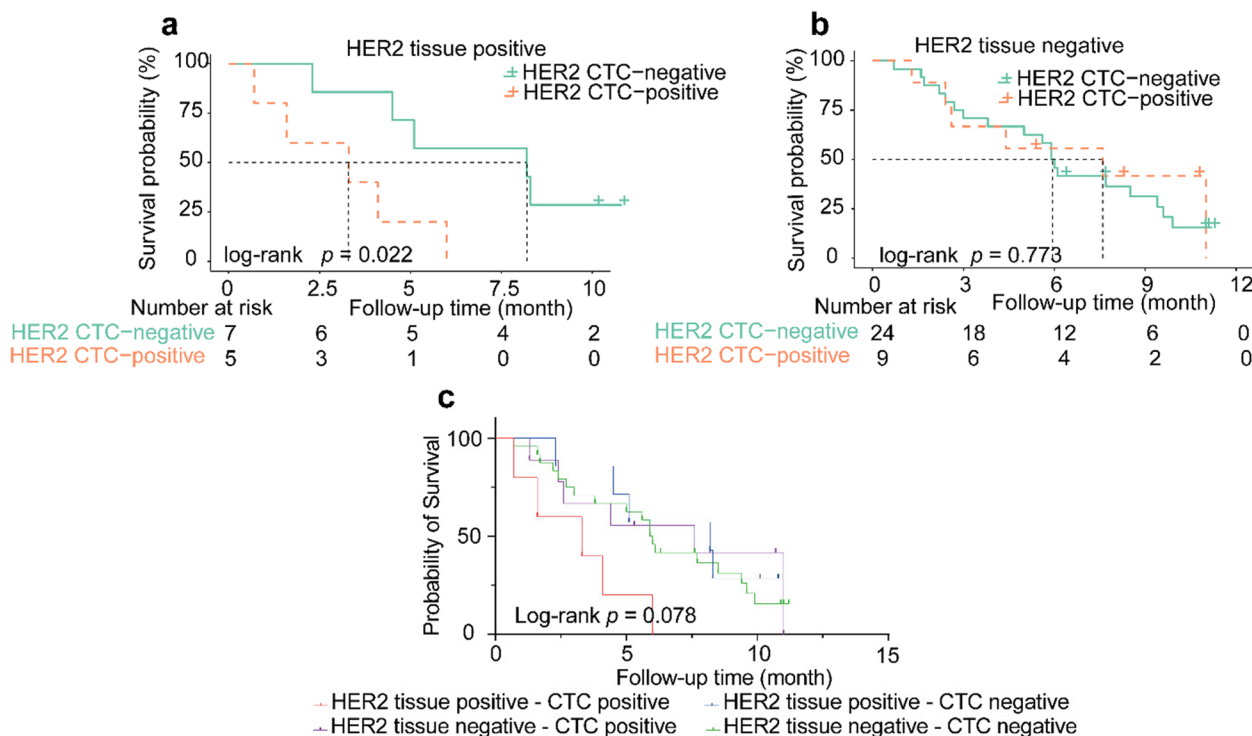 a
HER2 tissue positive
HER2 CTC−negative
HER2 CTC−positive
Survival probability (%)
100
75
50
25
0
log-rank p = 0.022
0
2.5
5
7.5
10
Number at risk
Follow-up time (month)
HER2 CTC−negative 7 6 5 4 2
HER2 CTC−positive 5 3 1 0 0
b
HER2 tissue negative
HER2 CTC−negative
HER2 CTC−positive
Survival probability (%)
100
75
50
25
0
log-rank p = 0.773
0
3
6
9
12
Number at risk
Follow-up time (month)
HER2 CTC−negative 24 18 12 6 0
HER2 CTC−positive 9 6 4 2 0
c
Probability of Survival
100
50
0
Log-rank p = 0.078
0
5
10
15
Follow-up time (month)
HER2 tissue positive - CTC positive
HER2 tissue positive - CTC negative
HER2 tissue negative - CTC positive
HER2 tissue negative - CTC negative